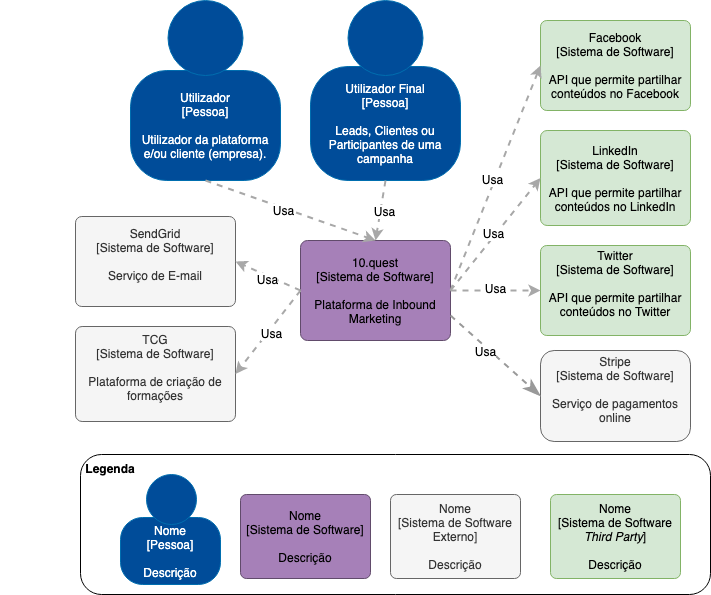 Utilizador
[Pessoa]
Utilizador da plataforma
e/ou cliente (empresa).
Utilizador Final
[Pessoa]
Leads, Clientes ou
Participantes de uma
campanha
Facebook
[Sistema de Software]
API que permite partilhar
conteúdos no Facebook
Usa
LinkedIn
[Sistema de Software]
API que permite partilhar
conteúdos no LinkedIn
Usa
Usa
Usa
SendGrid
[Sistema de Software]
Serviço de E-mail
Usa
10.quest
[Sistema de Software]
Plataforma de Inbound
Marketing
Usa
Twitter
[Sistema de Software]
API que permite partilhar
conteúdos no Twitter
TCG
[Sistema de Software]
Plataforma de criação de
formações
Usa
Usa
Stripe
[Sistema de Software]
Serviço de pagamentos
online
Legenda
Nome
[Pessoa]
Descrição
Nome
[Sistema de Software]
Descrição
Nome
[Sistema de Software
Externo]
Descrição
Nome
[Sistema de Software
Third Party]
Descrição